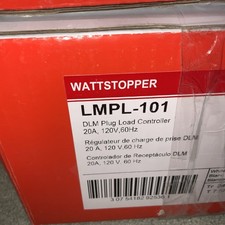 WATTSTOPPER
LMPL-101
DLM Plug Load Controller
20A, 120V,60Hz
Régulateur de charge de prise DLM
20 A, 120 V,60 Hz
Controlador de Receptáculo DLM
20 A, 120 V, 60 Hz